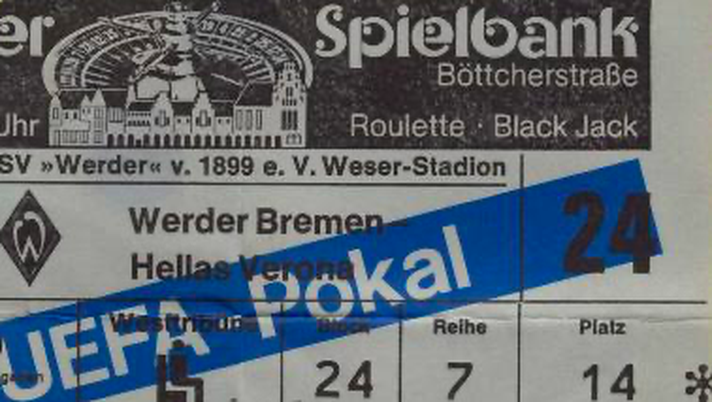 er Spielbank
Böttcherstraße
Uhr Roulette · Black Jack
SV »Werder« v. 1899 e. V. Weser-Stadion
W
Werder Bremen– 24
Hellas Verona
UEFA Pokal
Westtribüne Block Reihe Platz
24 7 14 *